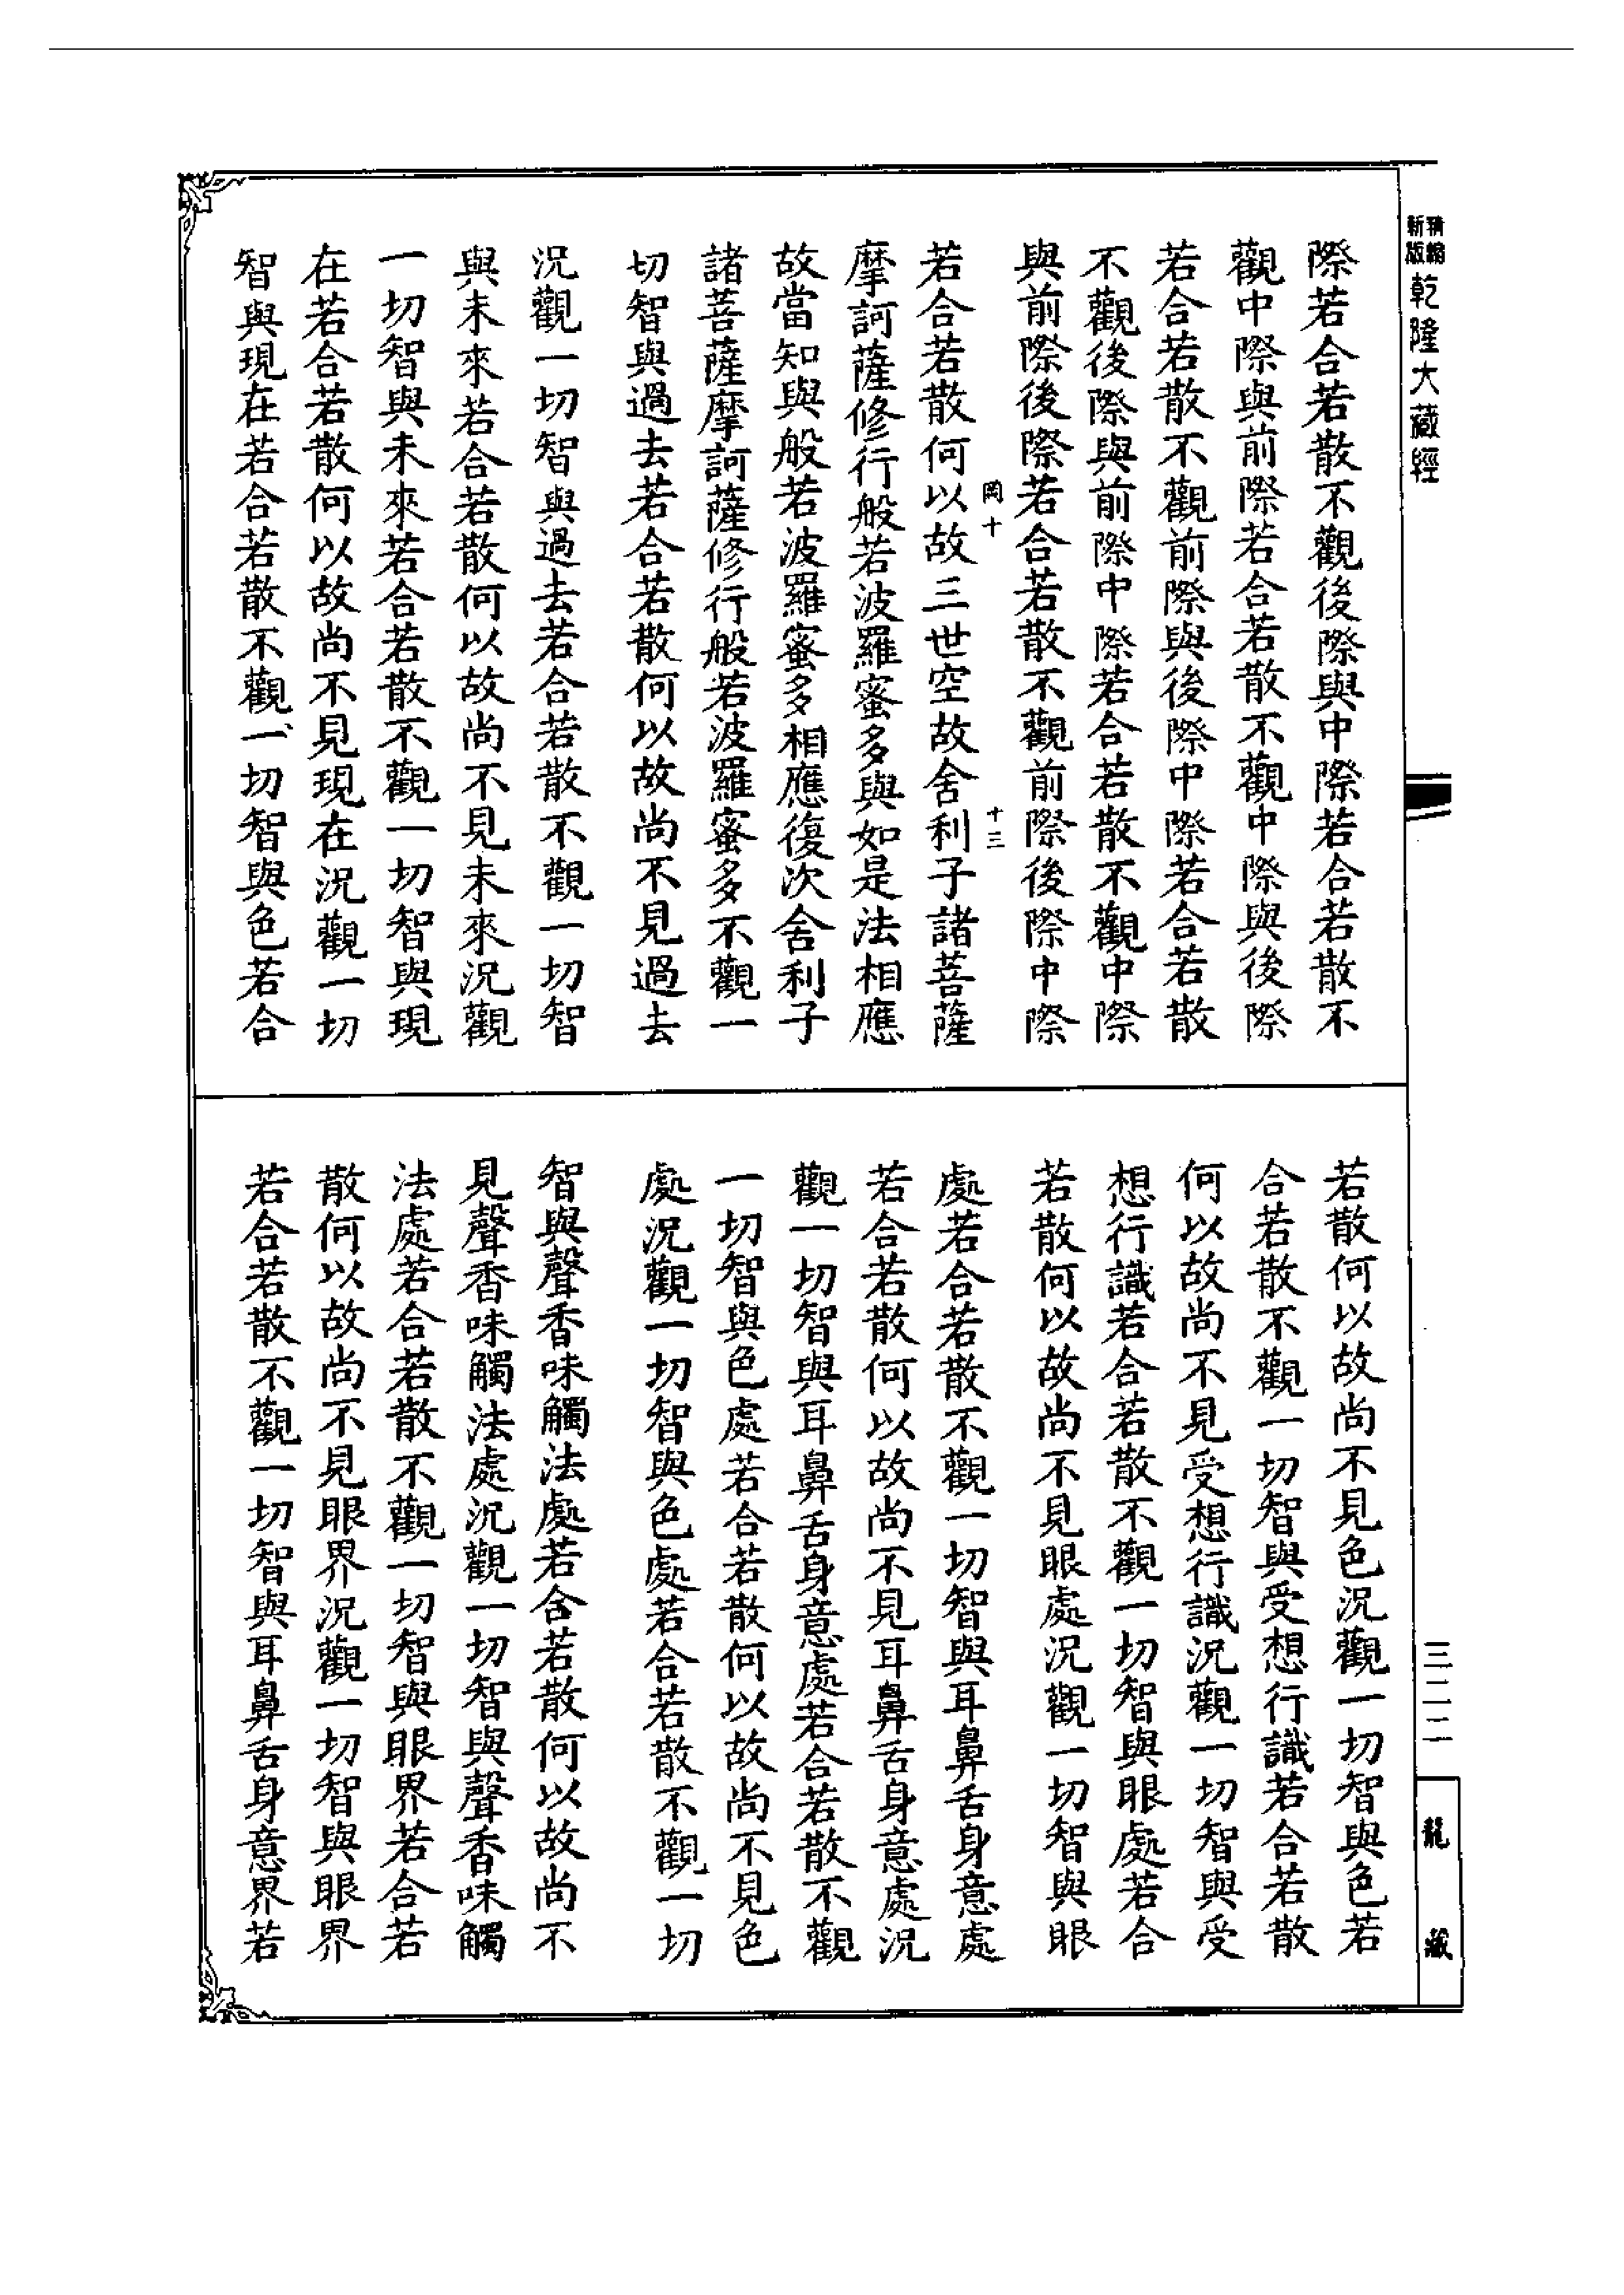 新版精縮乾隆大藏經
際若合若散不觀後際與中際若合若散不
觀中際與前際若合若散不觀中際與後際
若合若散不觀前際與後際中際若合若散
不觀後際與前際中際若合若散不觀中際
與前際後際若合若散不觀前際後際中際
岡十 十三
若合若散何以故三世空故舍利子諸菩薩
摩訶薩修行般若波羅蜜多與如是法相應
故當知與般若波羅蜜多相應復次舍利子
諸菩薩摩訶薩修行般若波羅蜜多不觀一
切智與過去若合若散何以故尚不見過去
況觀一切智與過去若合若散不觀一切智
與未來若合若散何以故尚不見未來況觀
一切智與未來若合若散不觀一切智與現
在若合若散何以故尚不見現在況觀一切
智與現在若合若散不觀一切智與色若合
若散何以故尚不見色況觀一切智與色若
合若散不觀一切智與受想行識若合若散
何以故尚不見受想行識況觀一切智與受
想行識若合若散不觀一切智與眼處若合
若散何以故尚不見眼處況觀一切智與眼
處若合若散不觀一切智與耳鼻舌身意處
若合若散何以故尚不見耳鼻舌身意處況
觀一切智與耳鼻舌身意處若合若散不觀
一切智與色處若合若散何以故尚不見色
處況觀一切智與色處若合若散不觀一切
智與聲香味觸法處若合若散何以故尚不
見聲香味觸法處況觀一切智與聲香味觸
法處若合若散不觀一切智與眼界若合若
散何以故尚不見眼界況觀一切智與眼界
若合若散不觀一切智與耳鼻舌身意界若
三二二
龍藏